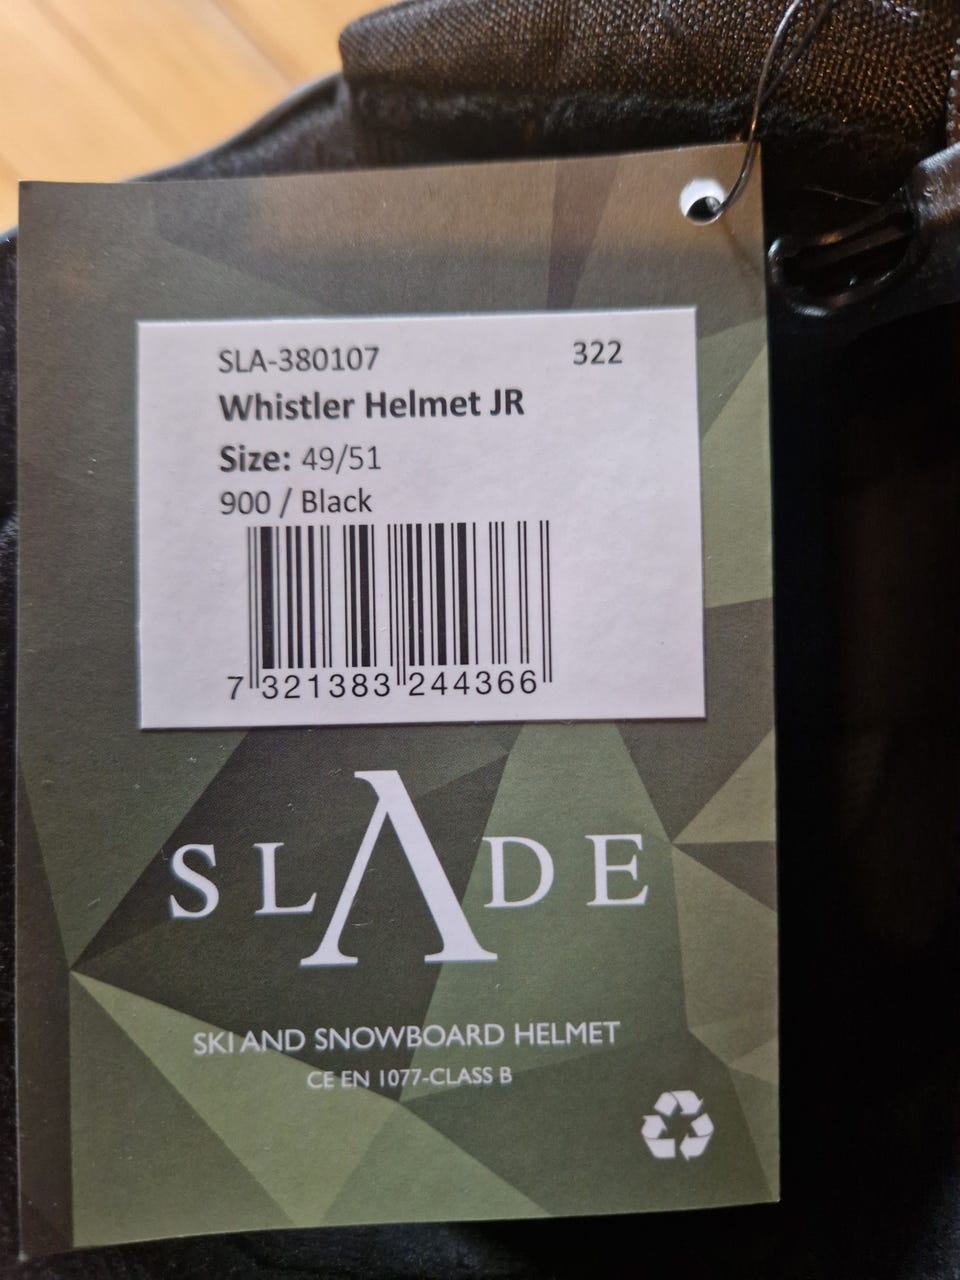 SLA-380107 322
Whistler Helmet JR
Size: 49/51
900 / Black
7 321383 244366
SLADE
SKI AND SNOWBOARD HELMET
CE EN 1077-CLASS B